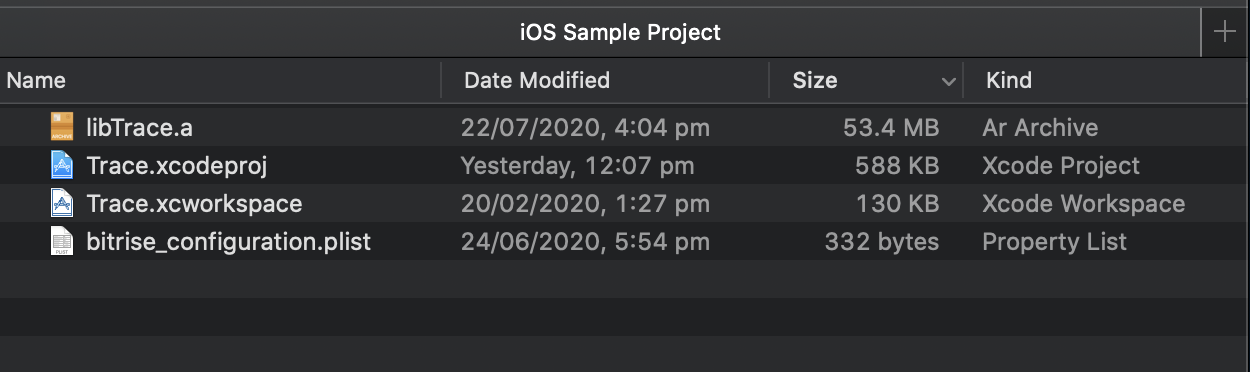 iOS Sample Project
Name Date Modified Size Kind
libTrace.a 22/07/2020, 4:04 pm 53.4 MB Ar Archive
Trace.xcodeproj Yesterday, 12:07 pm 588 KB Xcode Project
Trace.xcworkspace 20/02/2020, 1:27 pm 130 KB Xcode Workspace
bitrise_configuration.plist 24/06/2020, 5:54 pm 332 bytes Property List